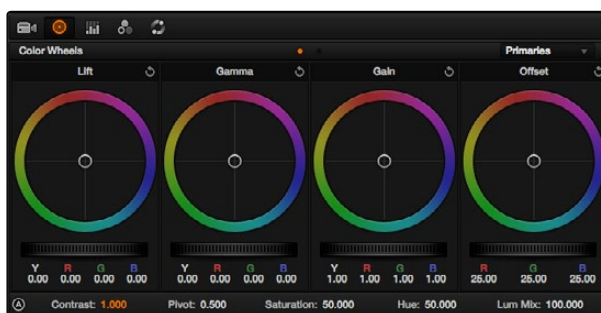 Color Wheels Primaries
Lift Gamma Gain Offset
Y R G B Y R G B Y R G B R G B
0.00 0.00 0.00 0.00 0.00 0.00 0.00 0.00 1.00 1.00 1.00 1.00 25.00 25.00 25.00
A Contrast: 1.000 Pivot: 0.500 Saturation: 50.000 Hue: 50.000 Lum Mix: 100.000